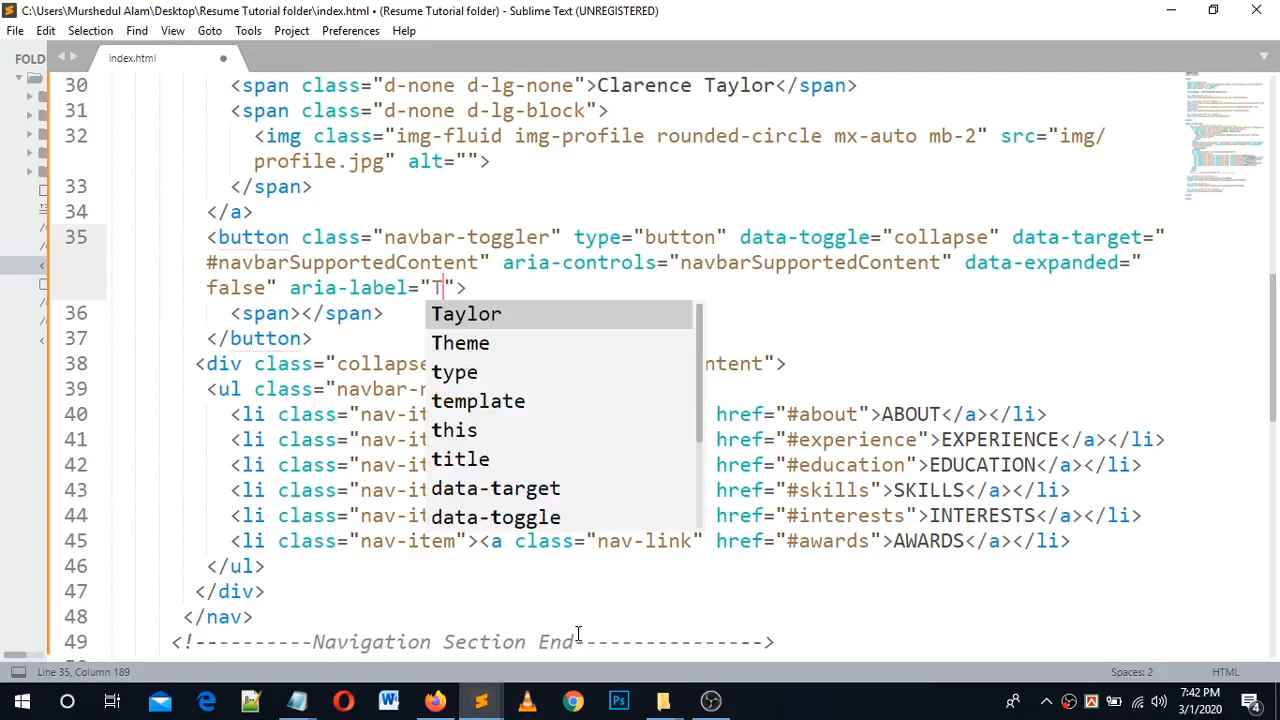 C:\Users\Murshedul Alam\Desktop\Resume Tutorial folder\index.html • (Resume Tutorial folder) - Sublime Text (UNREGISTERED)
File Edit Selection Find View Goto Tools Project Preferences Help
FOLD index.html
30 <span class="d-none d-lg-none">Clarence Taylor</span>
31 <span class="d-none d-lg-block">
32 <img class="img-fluid img-profile rounded-circle mx-auto mb-2" src="img/
profile.jpg" alt="">
33 </span>
34 </a>
35 <button class="navbar-toggler" type="button" data-toggle="collapse" data-target="
#navbarSupportedContent" aria-controls="navbarSupportedContent" data-expanded="
false" aria-label="T">
36 <span></span>
Taylor
37 </button>
Theme
38 <div class="collapse
ntent">
type
39 <ul class="navbar-n
template
40 <li class="nav-ite
href="#about">ABOUT</a></li>
this
41 <li class="nav-ite
href="#experience">EXPERIENCE</a></li>
title
42 <li class="nav-ite
href="#education">EDUCATION</a></li>
data-target
43 <li class="nav-ite
href="#skills">SKILLS</a></li>
data-toggle
44 <li class="nav-ite
href="#interests">INTERESTS</a></li>
45 <li class="nav-item"><a class="nav-link" href="#awards">AWARDS</a></li>
46 </ul>
47 </div>
48 </nav>
49 <!----------Navigation Section End---------------->
Line 35, Column 189 Spaces: 2 HTML
7:42 PM
3/1/2020
4